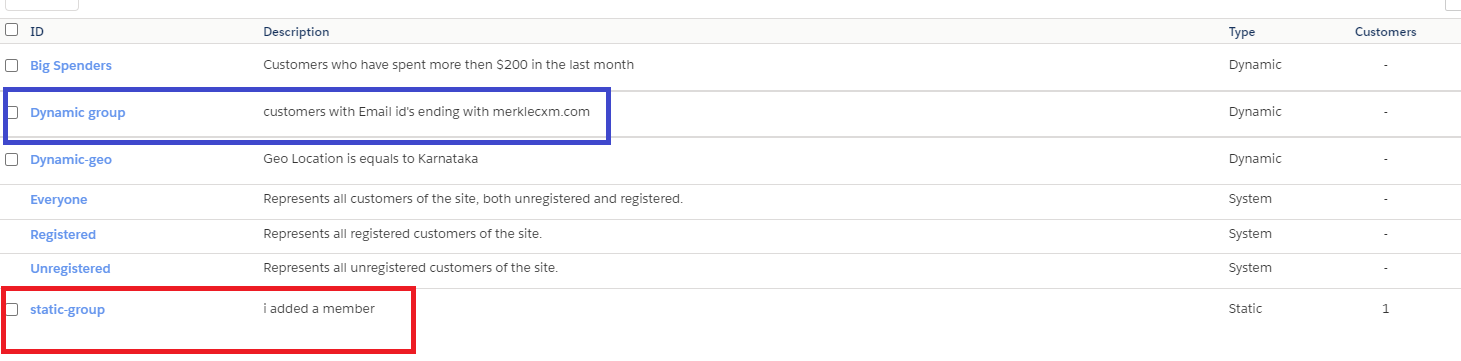 ID Description Type Customers
Big Spenders Customers who have spent more then $200 in the last month Dynamic -
Dynamic group customers with Email id's ending with merklecxm.com Dynamic -
Dynamic-geo Geo Location is equals to Karnataka Dynamic -
Everyone Represents all customers of the site, both unregistered and registered. System -
Registered Represents all registered customers of the site. System -
Unregistered Represents all unregistered customers of the site. System -
static-group i added a member Static 1